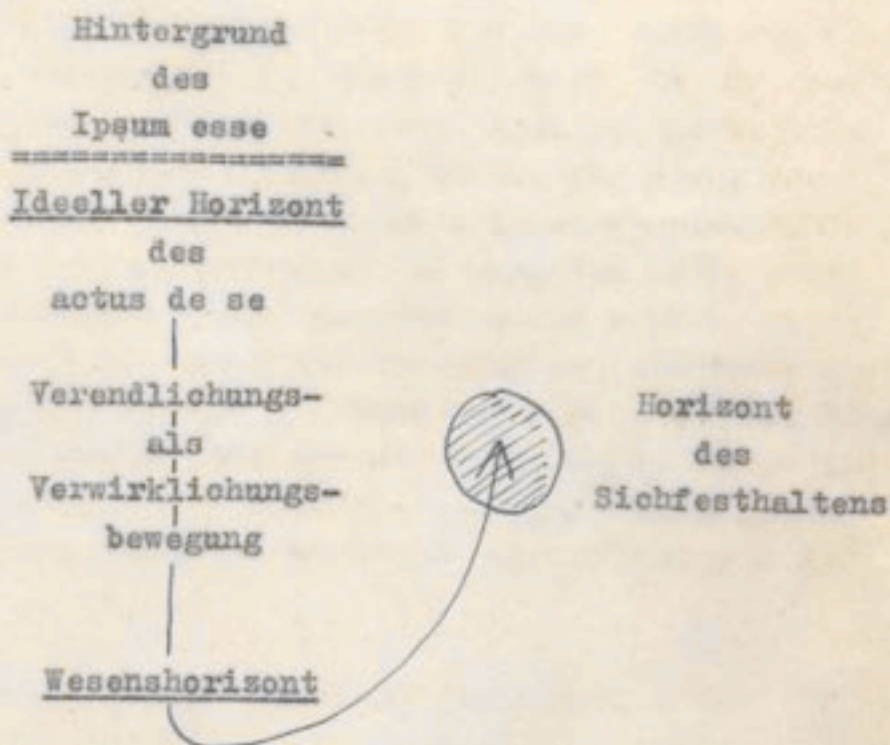 Hintergrund
des
Ipsum esse
==================
Ideeller Horizont
des
actus de se
Verendlichungs-
als
Verwirklichungs-
bewegung
Wesenshorizont
Horizont
des
Sichfesthaltens